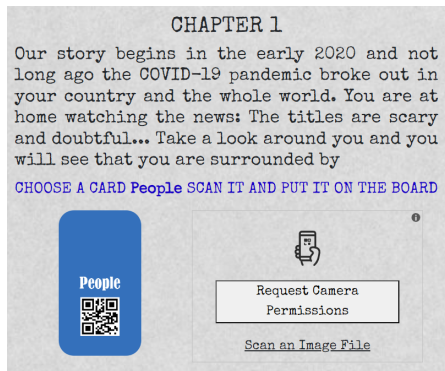 CHAPTER 1
Our story begins in the early 2020 and not
long ago the COVID-19 pandemic broke out in
your country and the whole world. You are at
home watching the news: The titles are scary
and doubtful... Take a look around you and you
will see that you are surrounded by
CHOOSE A CARD People SCAN IT AND PUT IT ON THE BOARD
People
Request Camera
Permissions
Scan an Image File